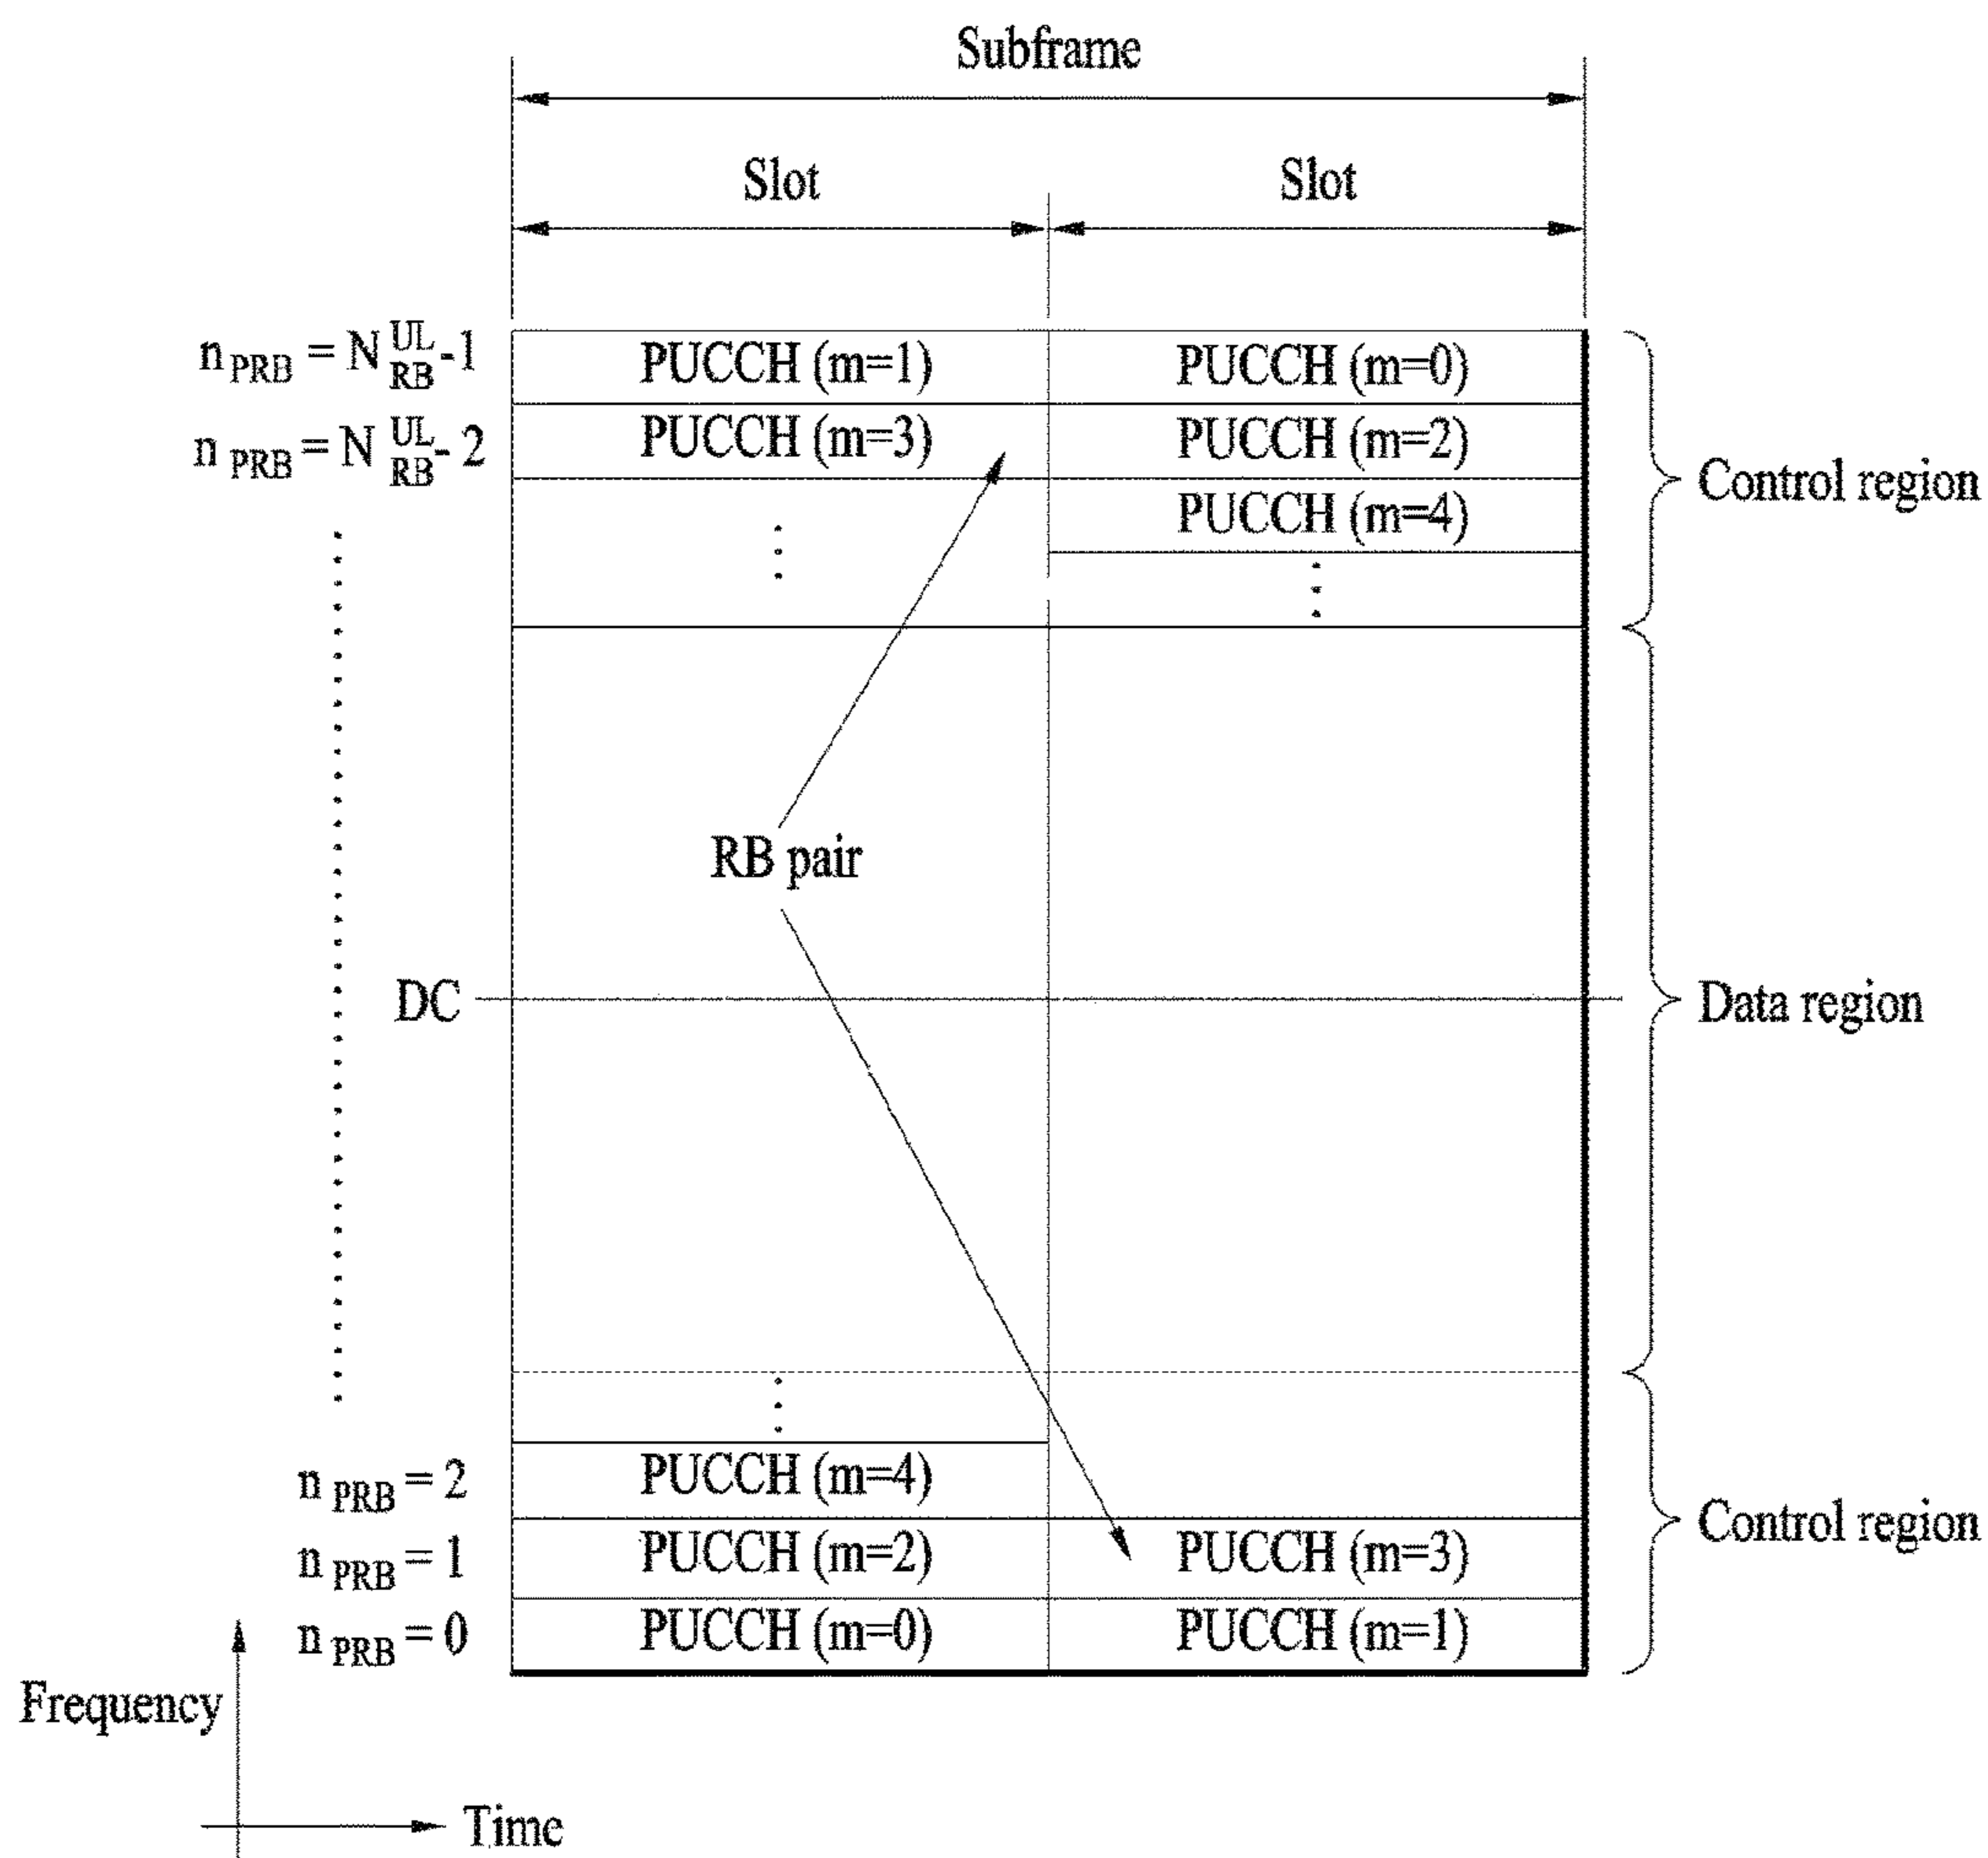 Subframe
Slot Slot
n PRB = N UL RB -1 PUCCH (m=1) PUCCH (m=0)
n PRB = N UL RB - 2 PUCCH (m=3) PUCCH (m=2)
Control region
PUCCH (m=4)
RB pair
DC
Data region
n PRB = 2 PUCCH (m=4)
Control region
n PRB = 1 PUCCH (m=2) PUCCH (m=3)
n PRB = 0 PUCCH (m=0) PUCCH (m=1)
Frequency
Time